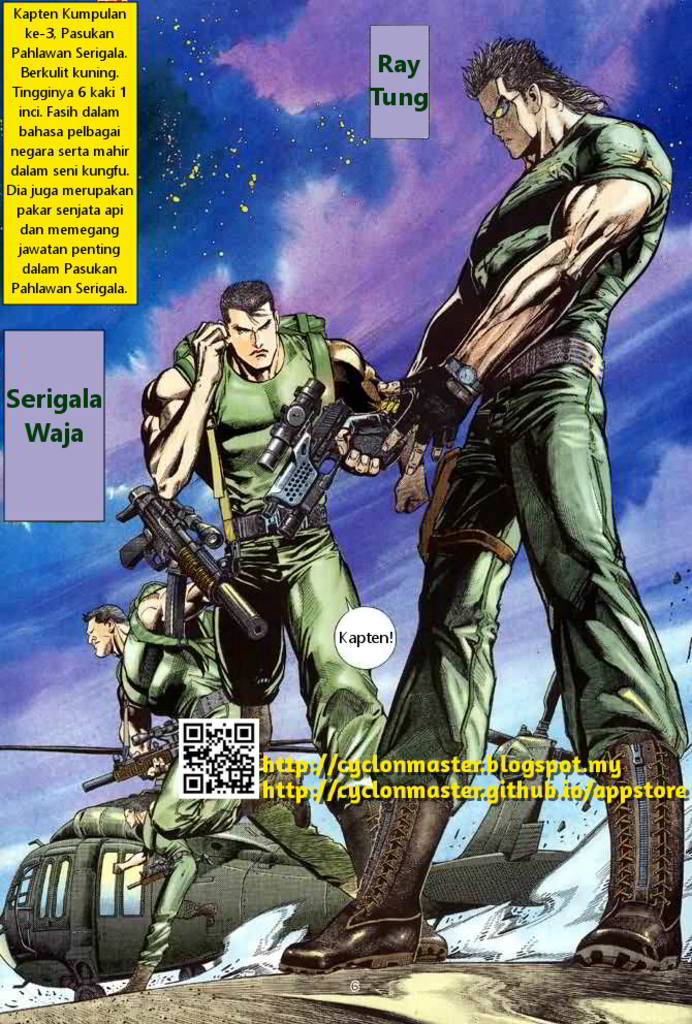 Kapten Kumpulan
ke-3, Pasukan
Pahlawan Serigala.
Berkulit kuning.
Tingginya 6 kaki 1
inci. Fasih dalam
bahasa pelbagai
negara serta mahir
dalam seni kungfu.
Dia juga merupakan
pakar senjata api
dan memegang
jawatan penting
dalam Pasukan
Pahlawan Serigala.
Ray
Tung
Serigala
Waja
Kapten!
http://cyclonmaster.blogspot.my
http://cyclonmaster.github.io/appstore
6